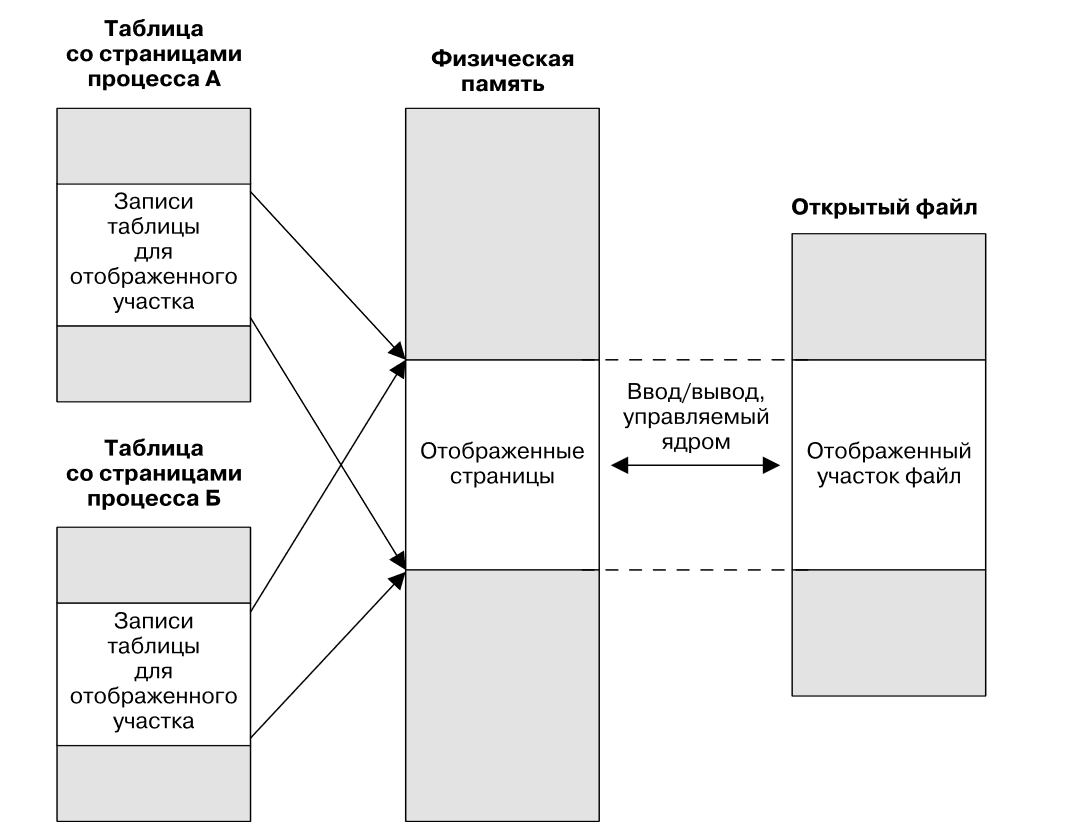 Таблица
со страницами
процесса А
Записи
таблицы
для
отображенного
участка
Таблица
со страницами
процесса Б
Записи
таблицы
для
отображенного
участка
Физическая
память
Отображенные
страницы
Ввод/вывод,
управляемый
ядром
Открытый файл
Отображенный
участок файл